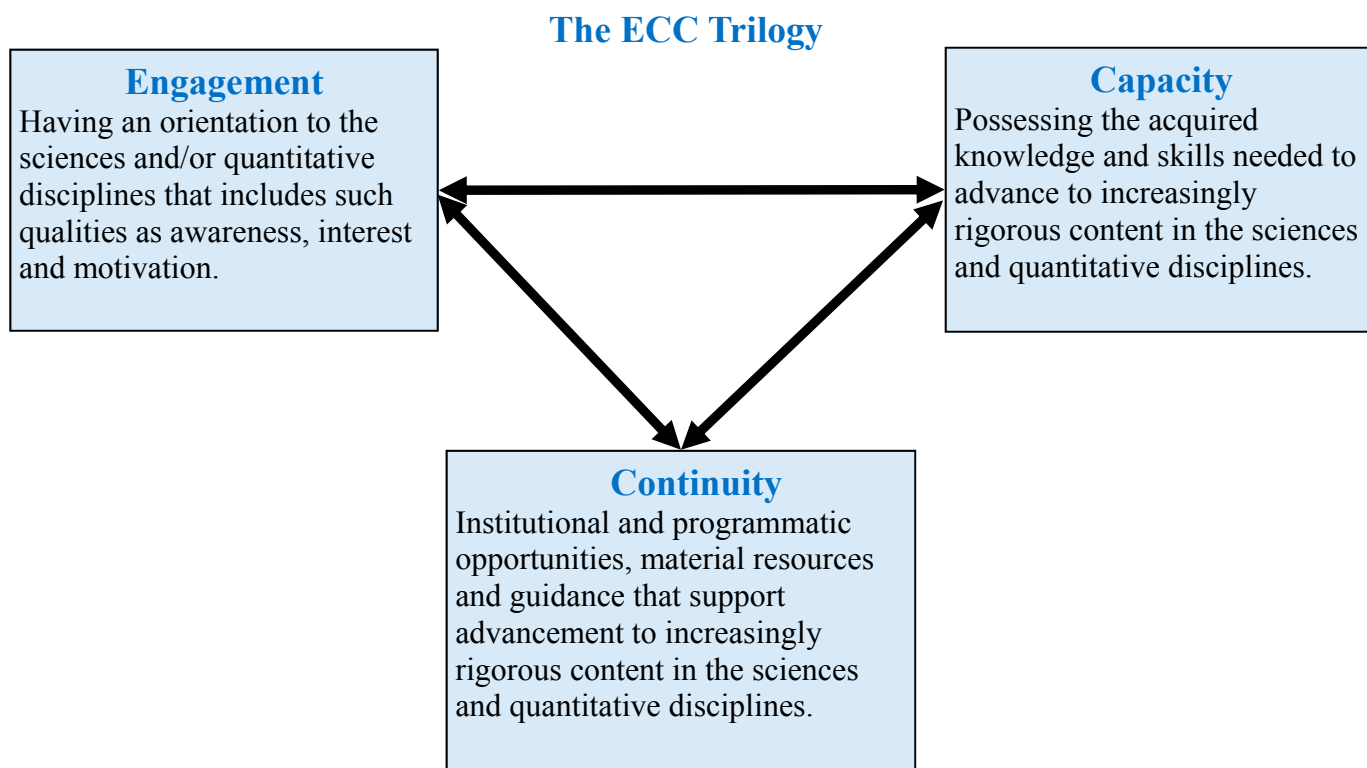 The ECC Trilogy
Engagement
Having an orientation to the
sciences and/or quantitative
disciplines that includes such
qualities as awareness, interest
and motivation.
Capacity
Possessing the acquired
knowledge and skills needed to
advance to increasingly
rigorous content in the sciences
and quantitative disciplines.
Continuity
Institutional and programmatic
opportunities, material resources
and guidance that support
advancement to increasingly
rigorous content in the sciences
and quantitative disciplines.